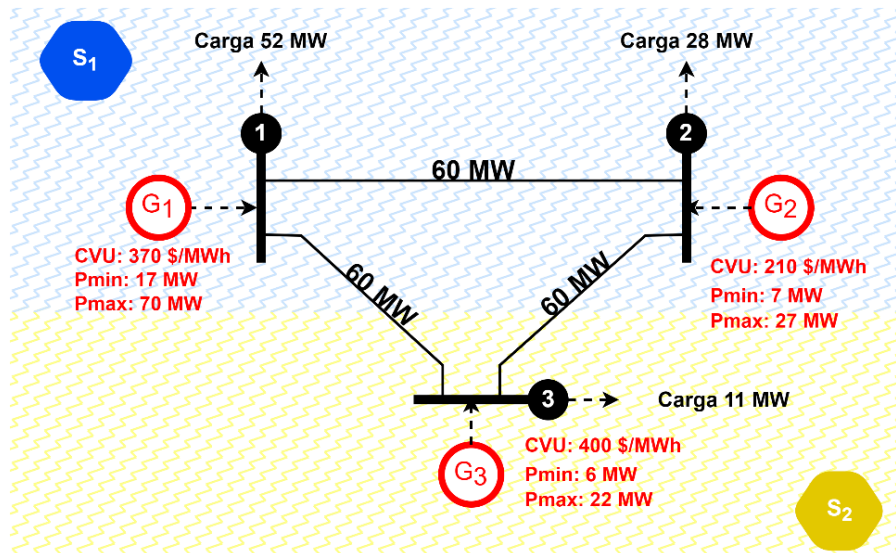 S1
Carga 52 MW
Carga 28 MW
1
2
60 MW
G1
G2
CVU: 370 $/MWh
Pmin: 17 MW
Pmax: 70 MW
CVU: 210 $/MWh
Pmin: 7 MW
Pmax: 27 MW
60 MW
60 MW
3
Carga 11 MW
G3
CVU: 400 $/MWh
Pmin: 6 MW
Pmax: 22 MW
S2